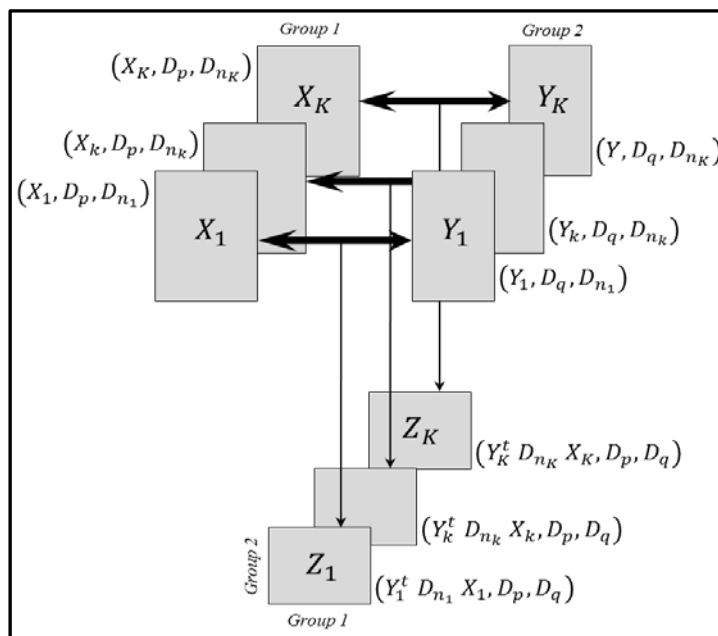 Group 1
Group 2
(X_K, D_p, D_{n_K})
X_K
Y_K
(X_k, D_p, D_{n_k})
(Y, D_q, D_{n_K})
(X_1, D_p, D_{n_1})
X_1
Y_1
(Y_k, D_q, D_{n_k})
(Y_1, D_q, D_{n_1})
Z_K
(Y_K^t D_{n_K} X_K, D_p, D_q)
(Y_k^t D_{n_k} X_k, D_p, D_q)
Group 2
Z_1
(Y_1^t D_{n_1} X_1, D_p, D_q)
Group 1